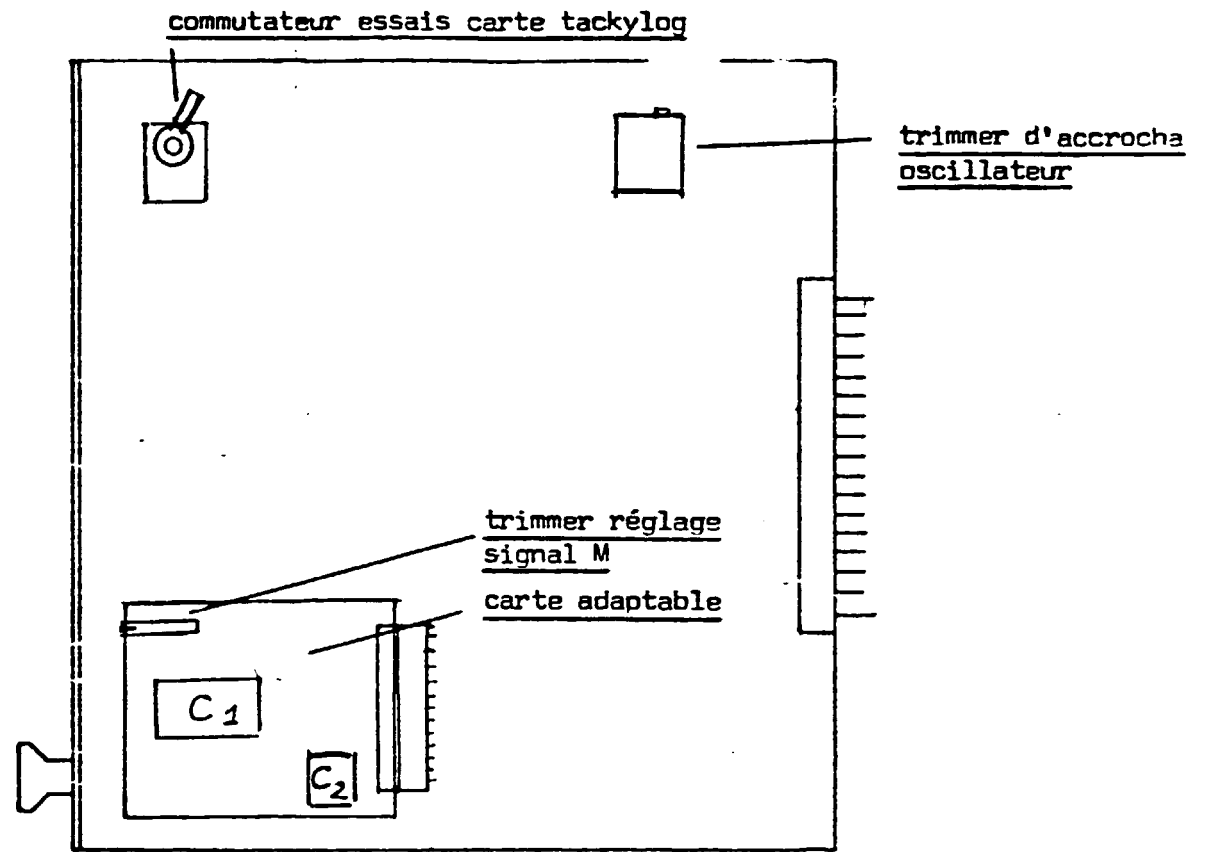 commutateur essais carte tackylog
trimmer d'accrocha
oscillateur
trimmer réglage
signal M
carte adaptable
C1
C2